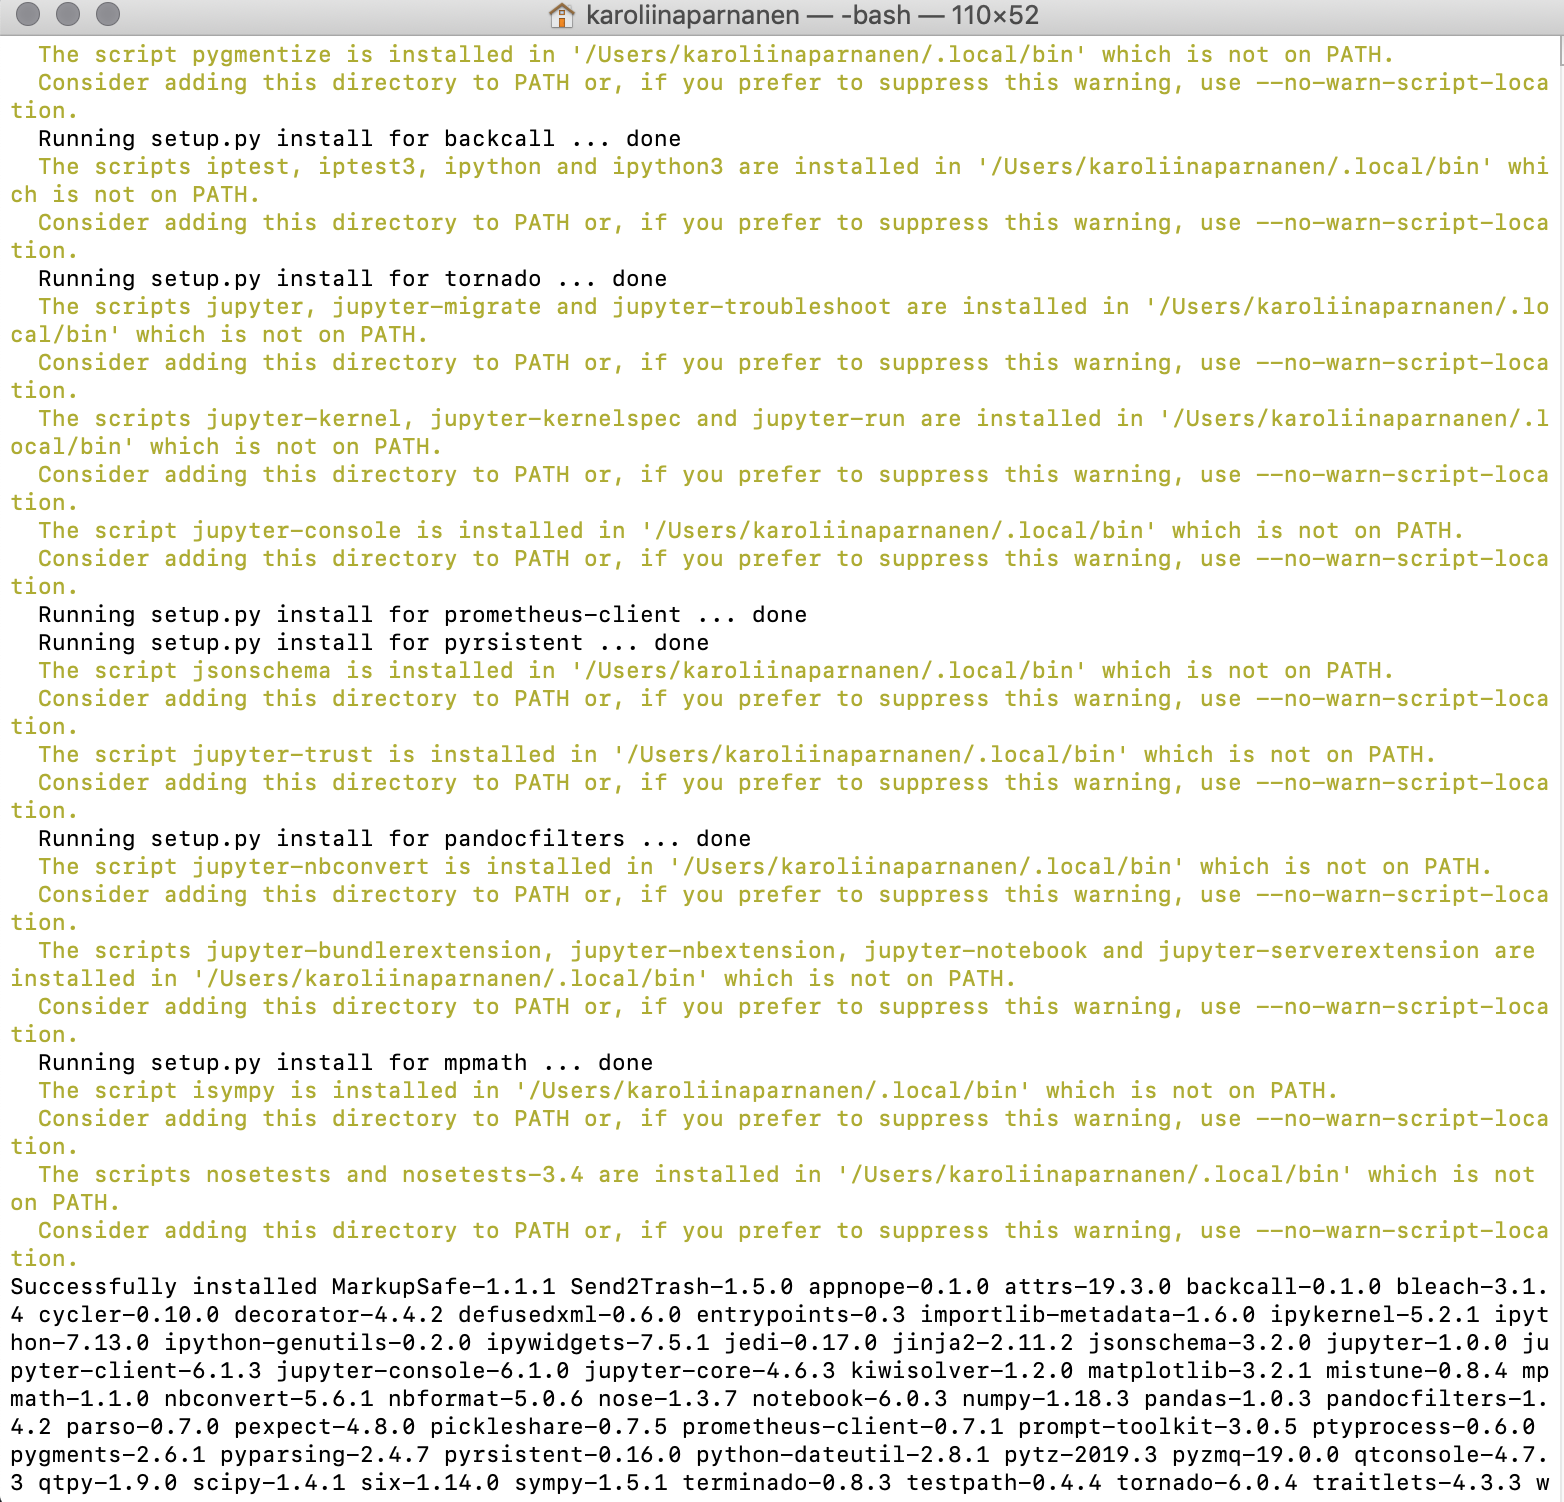 karoliinaparnanen — -bash — 110×52
The script pygmentize is installed in '/Users/karoliinaparnanen/.local/bin' which is not on PATH.
Consider adding this directory to PATH or, if you prefer to suppress this warning, use --no-warn-script-loca
tion.
Running setup.py install for backcall ... done
The scripts iptest, iptest3, ipython and ipython3 are installed in '/Users/karoliinaparnanen/.local/bin' whi
ch is not on PATH.
Consider adding this directory to PATH or, if you prefer to suppress this warning, use --no-warn-script-loca
tion.
Running setup.py install for tornado ... done
The scripts jupyter, jupyter-migrate and jupyter-troubleshoot are installed in '/Users/karoliinaparnanen/.lo
cal/bin' which is not on PATH.
Consider adding this directory to PATH or, if you prefer to suppress this warning, use --no-warn-script-loca
tion.
The scripts jupyter-kernel, jupyter-kernelspec and jupyter-run are installed in '/Users/karoliinaparnanen/.l
ocal/bin' which is not on PATH.
Consider adding this directory to PATH or, if you prefer to suppress this warning, use --no-warn-script-loca
tion.
The script jupyter-console is installed in '/Users/karoliinaparnanen/.local/bin' which is not on PATH.
Consider adding this directory to PATH or, if you prefer to suppress this warning, use --no-warn-script-loca
tion.
Running setup.py install for prometheus-client ... done
Running setup.py install for pyrsistent ... done
The script jsonschema is installed in '/Users/karoliinaparnanen/.local/bin' which is not on PATH.
Consider adding this directory to PATH or, if you prefer to suppress this warning, use --no-warn-script-loca
tion.
The script jupyter-trust is installed in '/Users/karoliinaparnanen/.local/bin' which is not on PATH.
Consider adding this directory to PATH or, if you prefer to suppress this warning, use --no-warn-script-loca
tion.
Running setup.py install for pandocfilters ... done
The script jupyter-nbconvert is installed in '/Users/karoliinaparnanen/.local/bin' which is not on PATH.
Consider adding this directory to PATH or, if you prefer to suppress this warning, use --no-warn-script-loca
tion.
The scripts jupyter-bundlerextension, jupyter-nbextension, jupyter-notebook and jupyter-serverextension are
installed in '/Users/karoliinaparnanen/.local/bin' which is not on PATH.
Consider adding this directory to PATH or, if you prefer to suppress this warning, use --no-warn-script-loca
tion.
Running setup.py install for mpmath ... done
The script isympy is installed in '/Users/karoliinaparnanen/.local/bin' which is not on PATH.
Consider adding this directory to PATH or, if you prefer to suppress this warning, use --no-warn-script-loca
tion.
The scripts nosetests and nosetests-3.4 are installed in '/Users/karoliinaparnanen/.local/bin' which is not
on PATH.
Consider adding this directory to PATH or, if you prefer to suppress this warning, use --no-warn-script-loca
tion.
Successfully installed MarkupSafe-1.1.1 Send2Trash-1.5.0 appnope-0.1.0 attrs-19.3.0 backcall-0.1.0 bleach-3.1.
4 cycler-0.10.0 decorator-4.4.2 defusedxml-0.6.0 entrypoints-0.3 importlib-metadata-1.6.0 ipykernel-5.2.1 ipyt
hon-7.13.0 ipython-genutils-0.2.0 ipywidgets-7.5.1 jedi-0.17.0 jinja2-2.11.2 jsonschema-3.2.0 jupyter-1.0.0 ju
pyter-client-6.1.3 jupyter-console-6.1.0 jupyter-core-4.6.3 kiwisolver-1.2.0 matplotlib-3.2.1 mistune-0.8.4 mp
math-1.1.0 nbconvert-5.6.1 nbformat-5.0.6 nose-1.3.7 notebook-6.0.3 numpy-1.18.3 pandas-1.0.3 pandocfilters-1.
4.2 parso-0.7.0 pexpect-4.8.0 pickleshare-0.7.5 prometheus-client-0.7.1 prompt-toolkit-3.0.5 ptyprocess-0.6.0
pygments-2.6.1 pyparsing-2.4.7 pyrsistent-0.16.0 python-dateutil-2.8.1 pytz-2019.3 pyzmq-19.0.0 qtconsole-4.7.
3 qtpy-1.9.0 scipy-1.4.1 six-1.14.0 sympy-1.5.1 terminado-0.8.3 testpath-0.4.4 tornado-6.0.4 traitlets-4.3.3 w